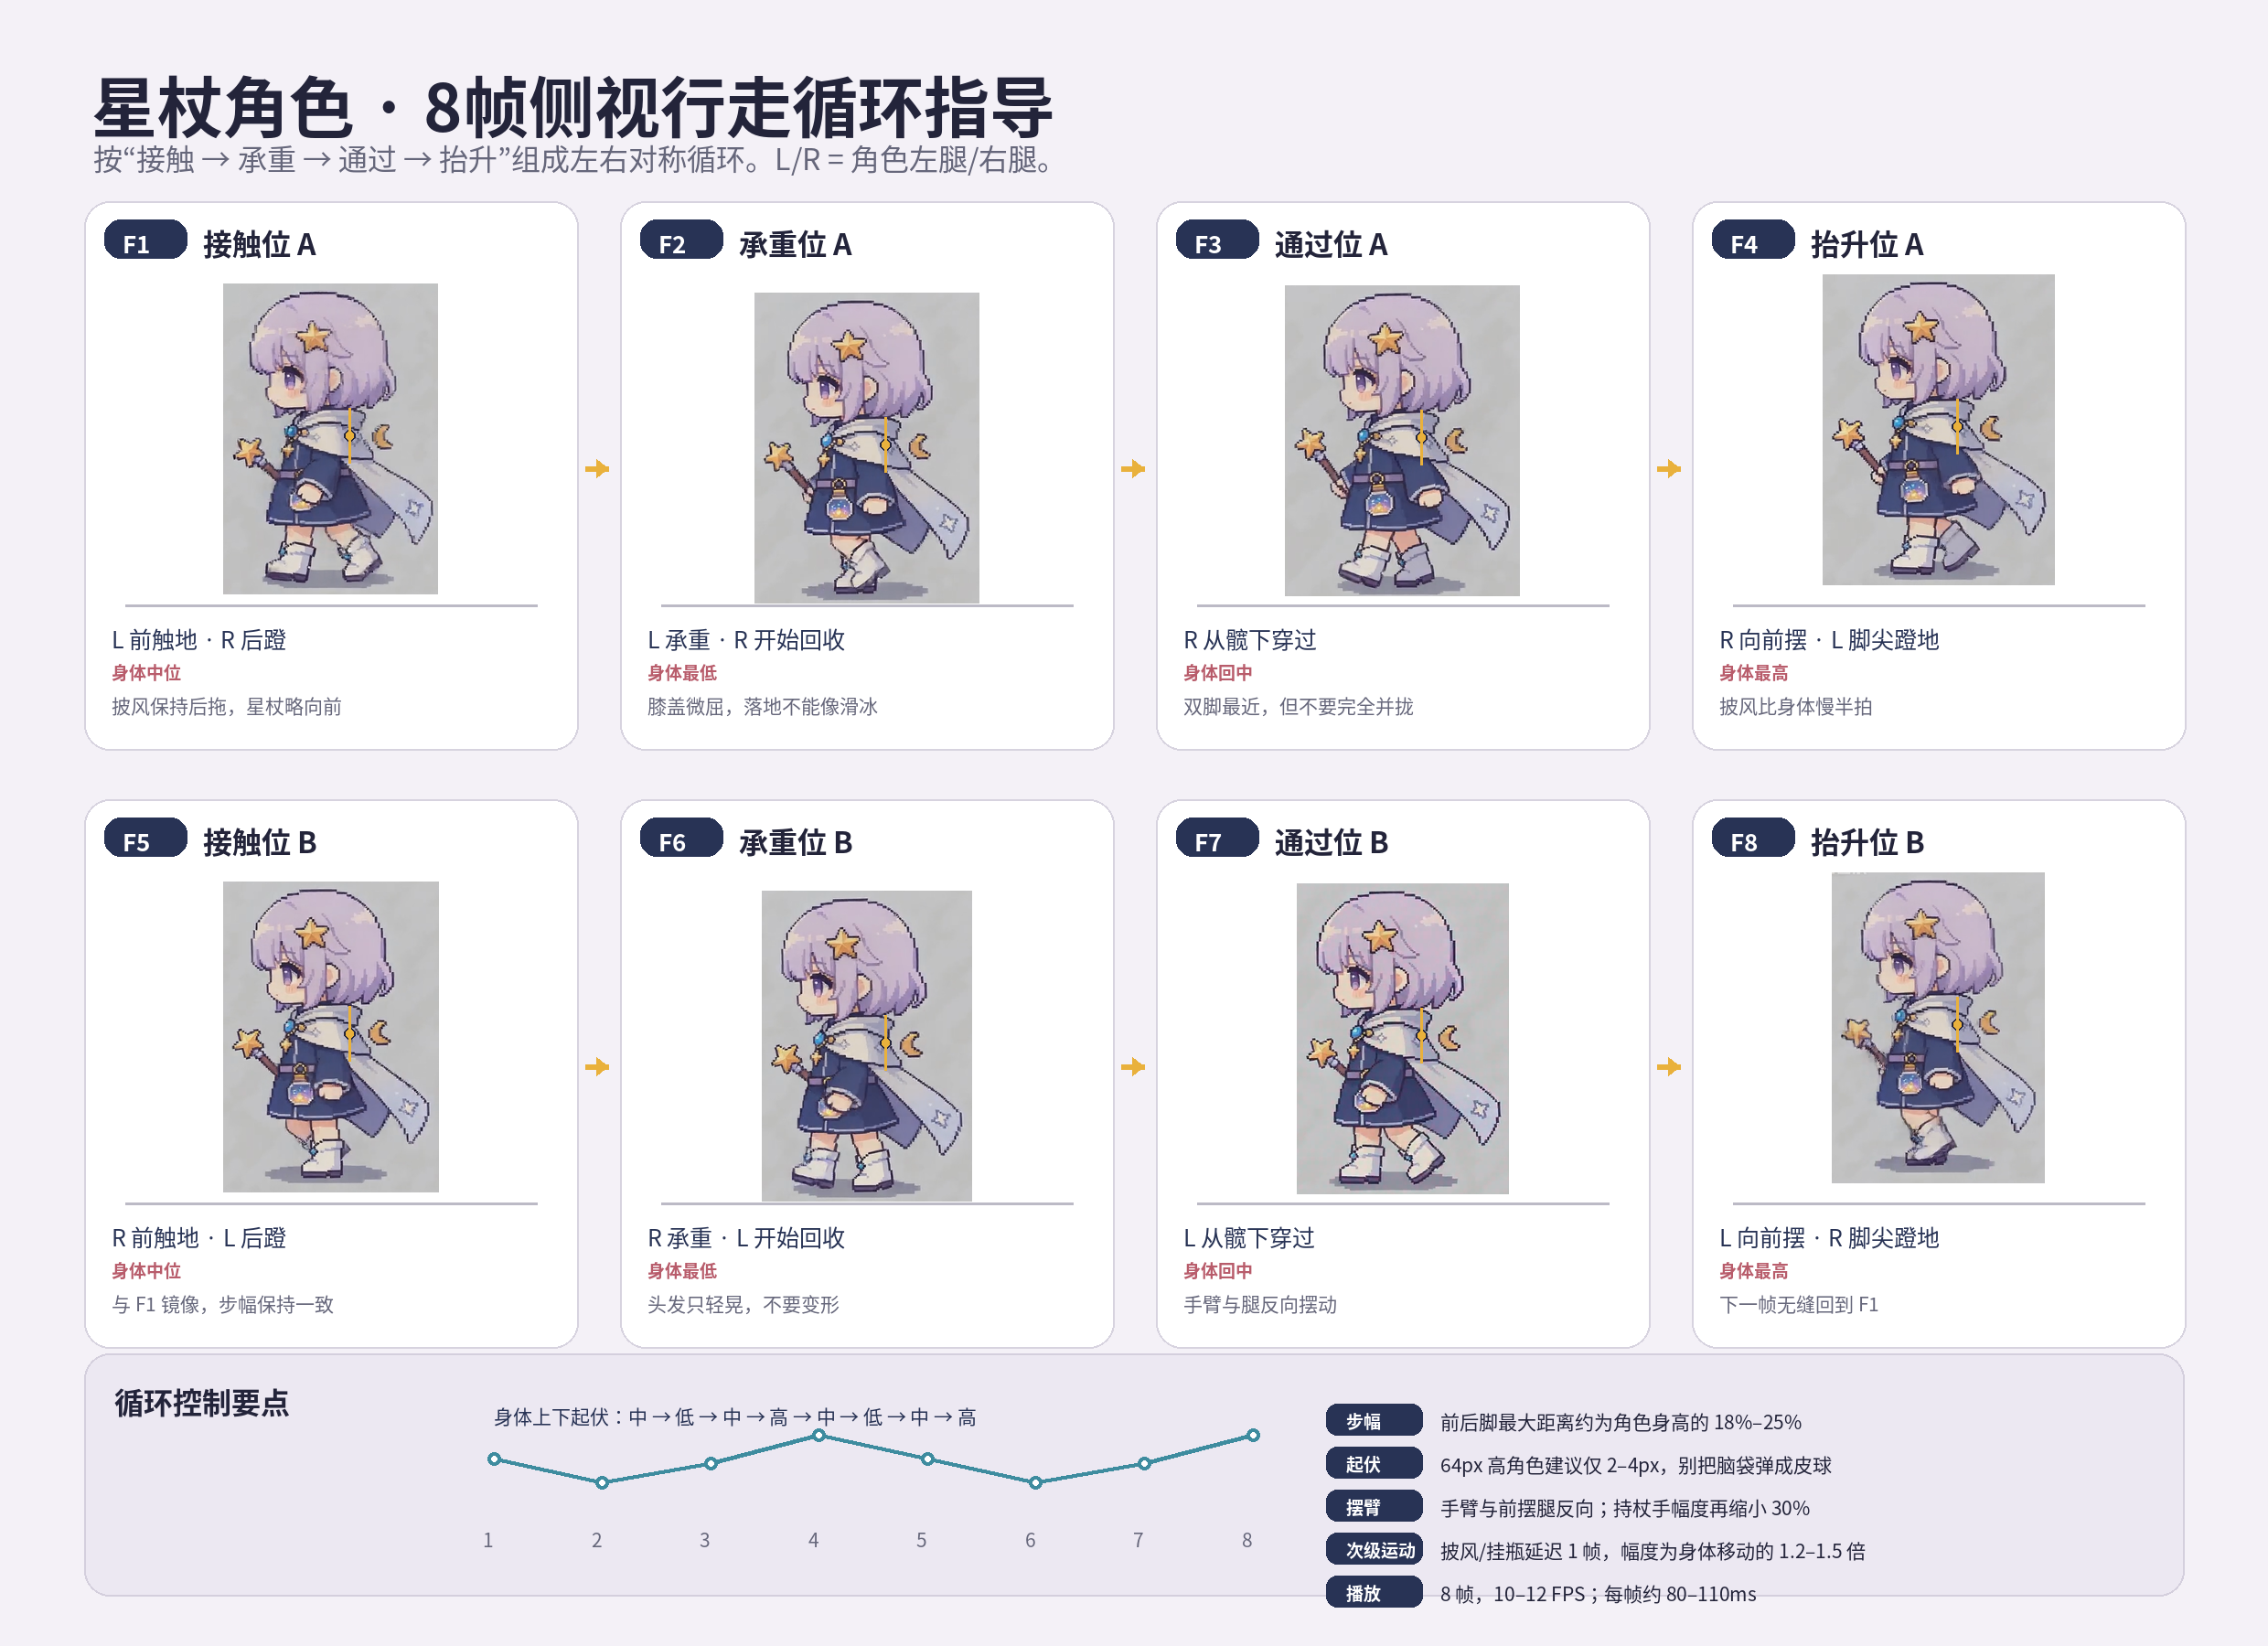 星杖角色 · 8帧侧视行走循环指导
按“接触 → 承重 → 通过 → 抬升”组成左右对称循环。L/R = 角色左腿/右腿。
F1 接触位 A
L 前触地 · R 后蹬
身体中位
披风保持后拖，星杖略向前
F2 承重位 A
L 承重 · R 开始回收
身体最低
膝盖微屈，落地不能像滑冰
F3 通过位 A
R 从髋下穿过
身体回中
双脚最近，但不要完全并拢
F4 抬升位 A
R 向前摆 · L 脚尖蹬地
身体最高
披风比身体慢半拍
F5 接触位 B
R 前触地 · L 后蹬
身体中位
与 F1 镜像，步幅保持一致
F6 承重位 B
R 承重 · L 开始回收
身体最低
头发只轻晃，不要变形
F7 通过位 B
L 从髋下穿过
身体回中
手臂与腿反向摆动
F8 抬升位 B
L 向前摆 · R 脚尖蹬地
身体最高
下一帧无缝回到 F1
循环控制要点
身体上下起伏：中 → 低 → 中 → 高 → 中 → 低 → 中 → 高
1 2 3 4 5 6 7 8
步幅 前后脚最大距离约为角色身高的 18%–25%
起伏 64px 高角色建议仅 2–4px，别把脑袋弹成皮球
摆臂 手臂与前摆腿反向；持杖手幅度再缩小 30%
次级运动 披风/挂瓶延迟 1 帧，幅度为身体移动的 1.2–1.5 倍
播放 8 帧，10–12 FPS；每帧约 80–110ms